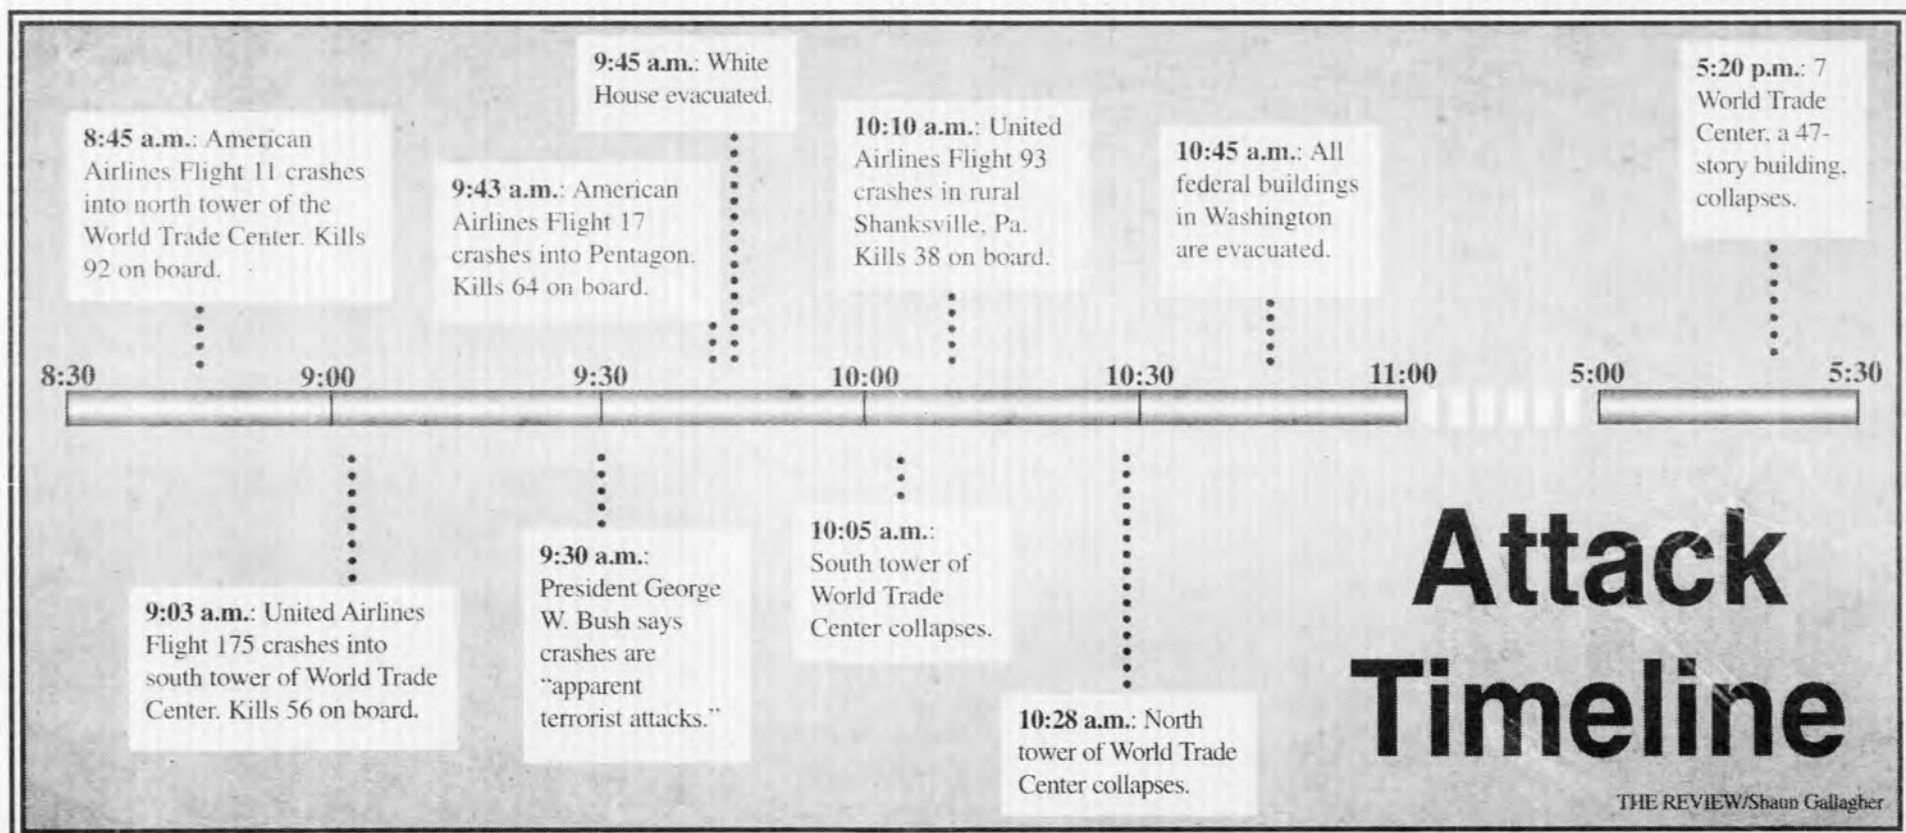 9:45 a.m.: White
House evacuated.
5:20 p.m.: 7
World Trade
Center, a 47-
story building,
collapses.
8:45 a.m.: American
Airlines Flight 11 crashes
into north tower of the
World Trade Center. Kills
92 on board.
9:43 a.m.: American
Airlines Flight 17
crashes into Pentagon.
Kills 64 on board.
10:10 a.m.: United
Airlines Flight 93
crashes in rural
Shanksville, Pa.
Kills 38 on board.
10:45 a.m.: All
federal buildings
in Washington
are evacuated.
8:30 9:00 9:30 10:00 10:30 11:00 5:00 5:30
9:03 a.m.: United Airlines
Flight 175 crashes into
south tower of World Trade
Center. Kills 56 on board.
9:30 a.m.:
President George
W. Bush says
crashes are
"apparent
terrorist attacks."
10:05 a.m.:
South tower of
World Trade
Center collapses.
10:28 a.m.: North
tower of World Trade
Center collapses.
Attack
Timeline
THE REVIEW/Shaun Gallagher